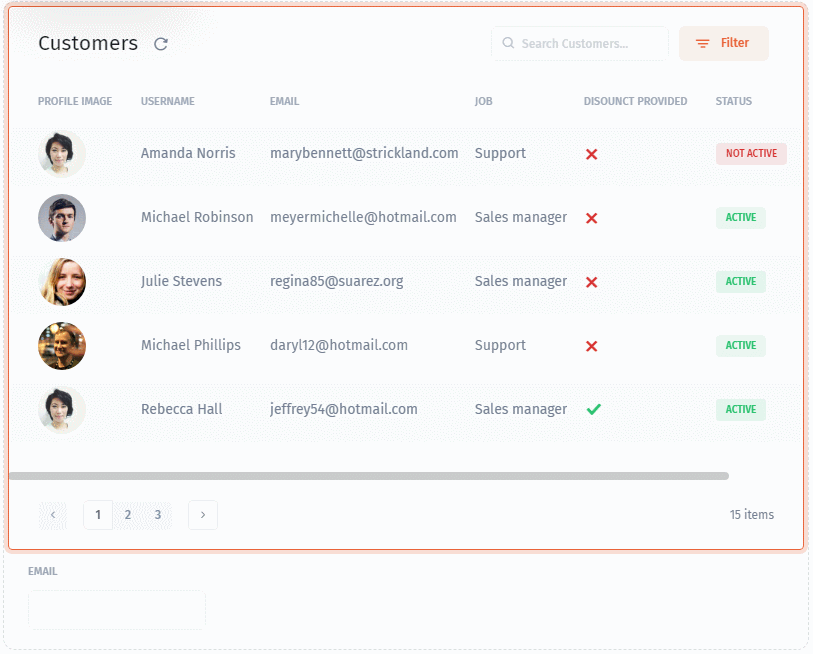 Customers Search Customers... Filter
PROFILE IMAGE USERNAME EMAIL JOB DISOUNCT PROVIDED STATUS
Amanda Norris marybennett@strickland.com Support NOT ACTIVE
Michael Robinson meyermichelle@hotmail.com Sales manager ACTIVE
Julie Stevens regina85@suarez.org Sales manager ACTIVE
Michael Phillips daryl12@hotmail.com Support ACTIVE
Rebecca Hall jeffrey54@hotmail.com Sales manager ACTIVE
1 2 3 15 items
EMAIL